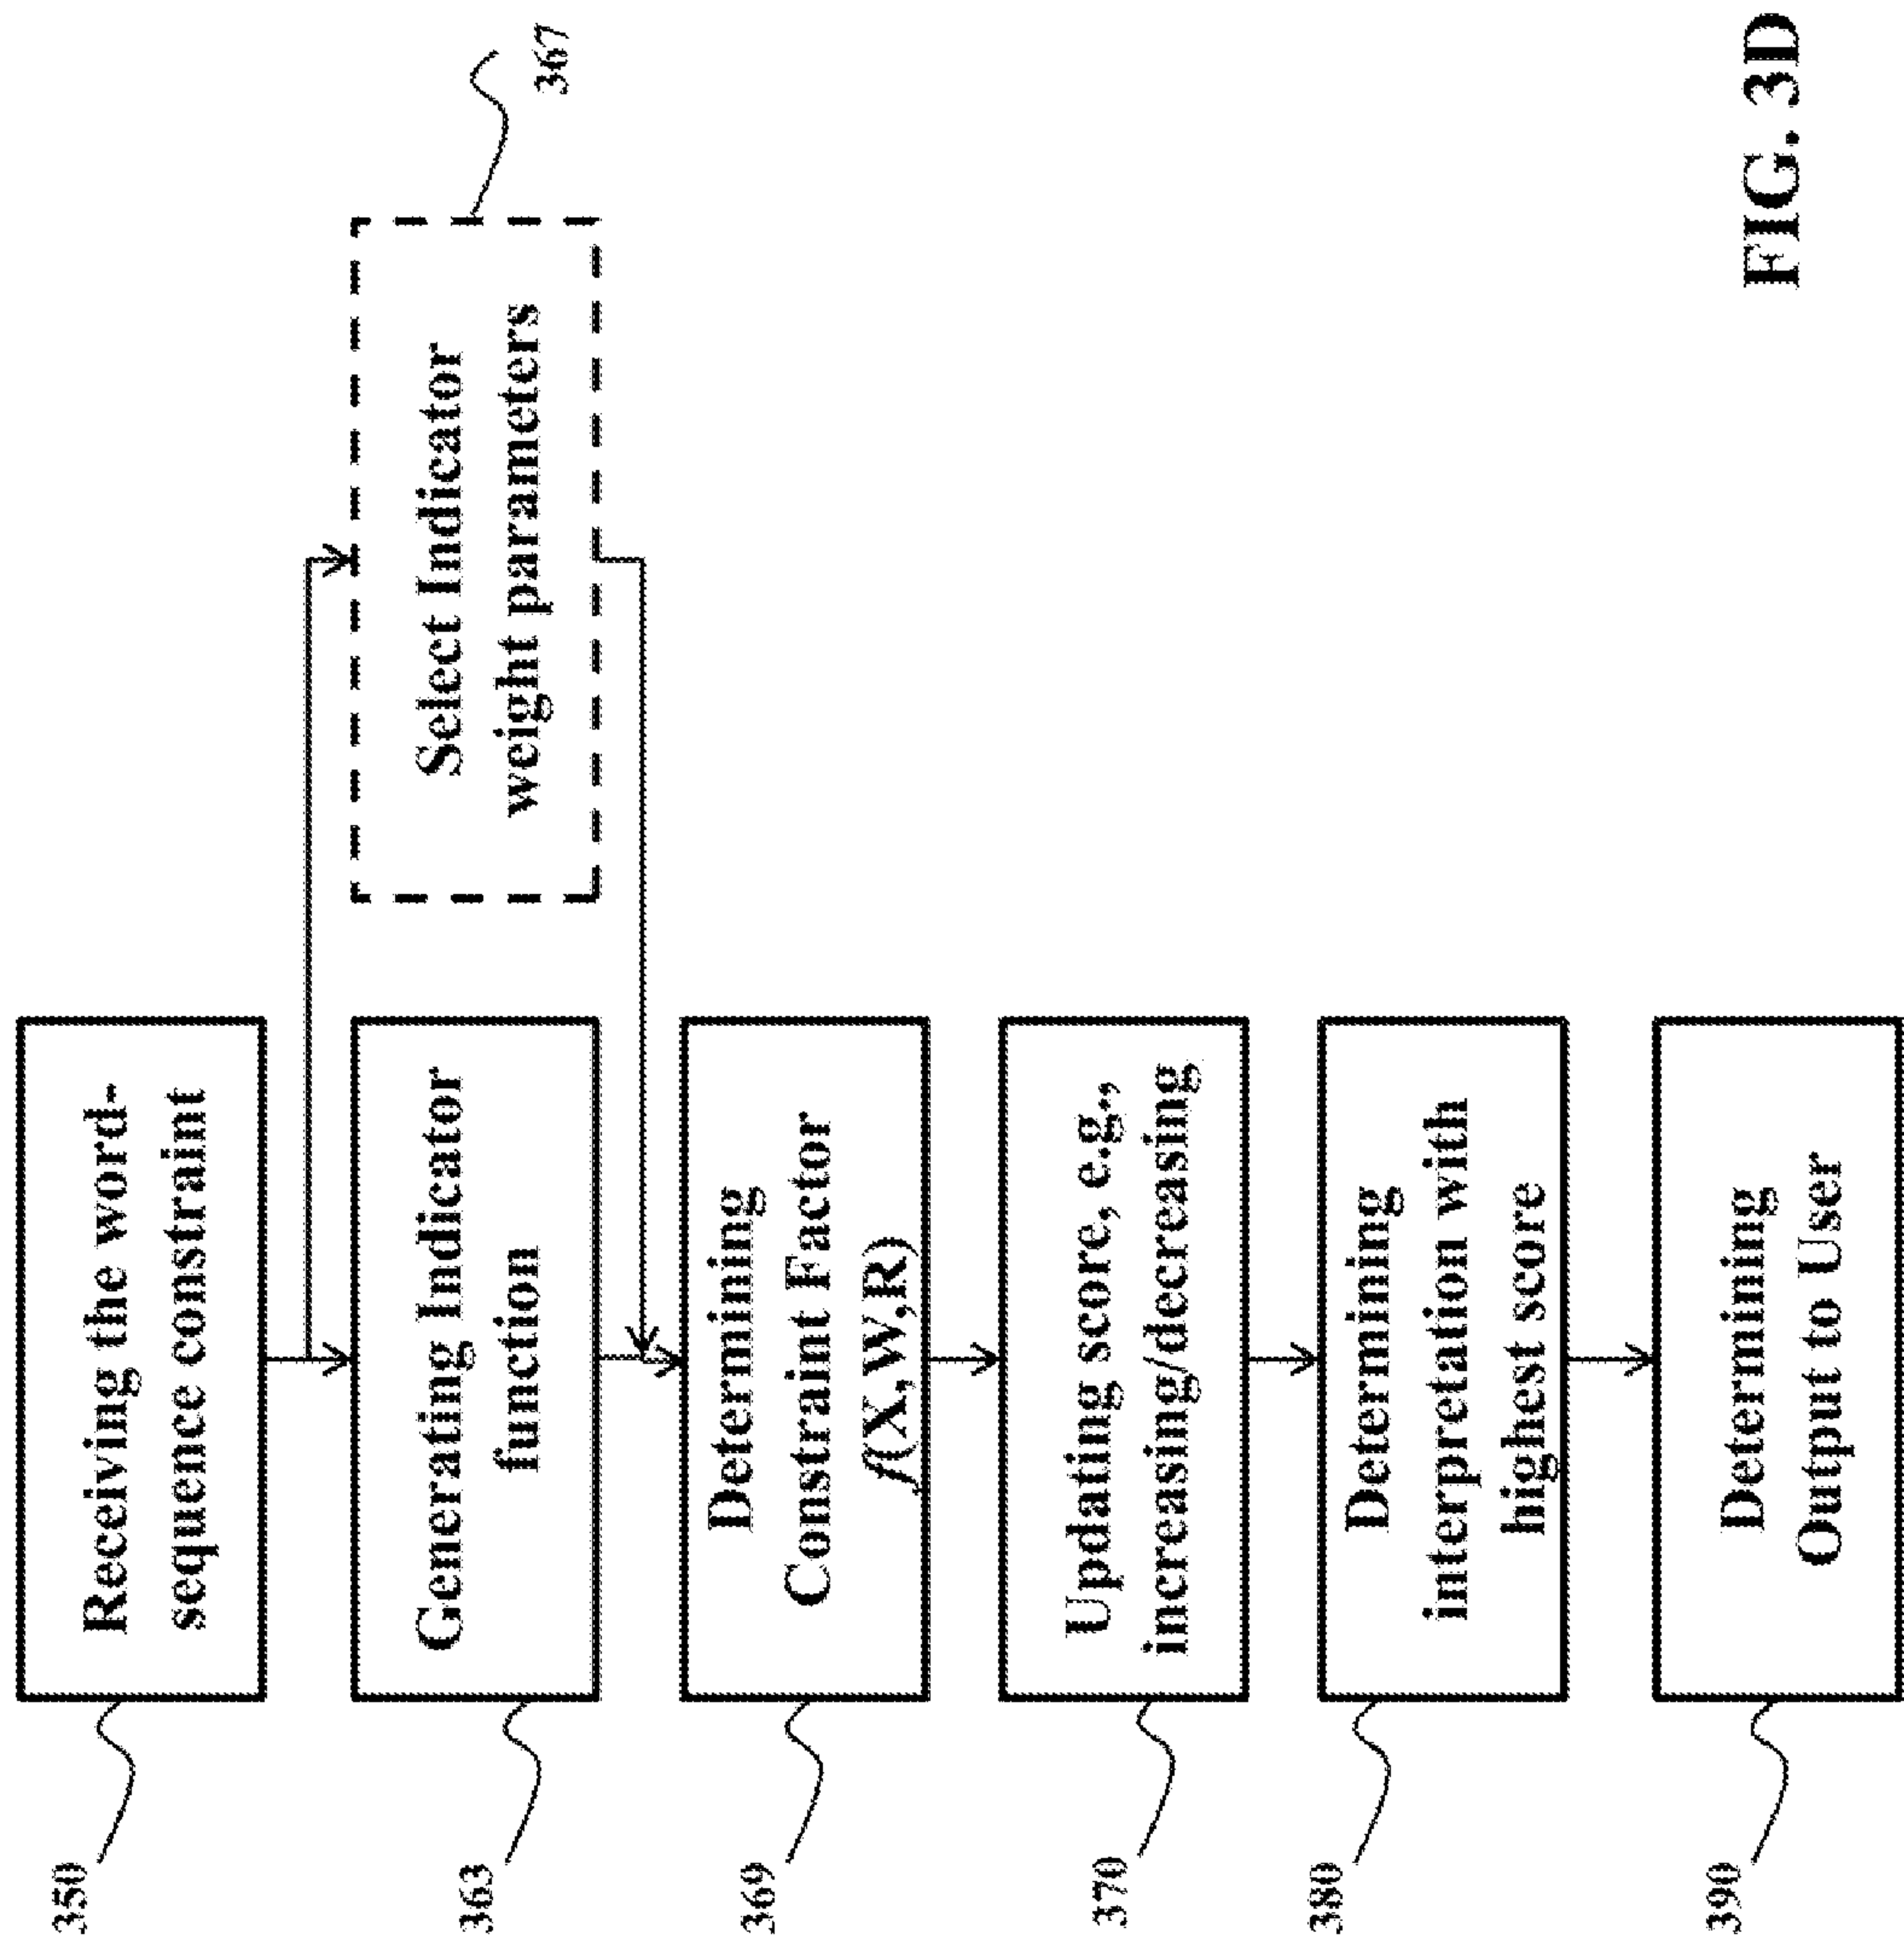 350
Receiving the word-
sequence constraint
363
Generating Indicator
function
Select Indicator
weight parameters
367
369
Determining
Constraint Factor
f(X,W,R)
370
Updating score, e.g.,
increasing/decreasing
380
Determining
interpretation with
highest score
390
Determining
Output to User
FIG. 3D